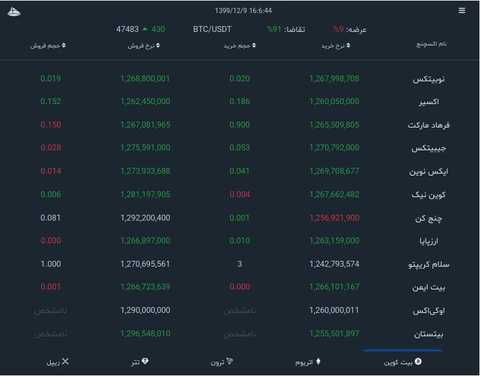 1399/12/9 16:6:44
عرضه: 9% تقاضا: 91% BTC/USDT 430 47483
نام اکسچنج نرخ خرید حجم خرید نرخ فروش حجم فروش
نوبیتکس 1,267,998,708 0.020 1,268,800,001 0.019
اکسیر 1,260,050,000 0.186 1,262,450,000 0.152
فرهاد مارکت 1,265,509,805 0.900 1,267,081,965 0.150
جیبیتکس 1,270,792,000 0.053 1,275,591,000 0.028
ایکس نوین 1,269,708,677 0.041 1,273,933,688 0.014
کوین نیک 1,267,662,482 0.004 1,281,197,905 0.006
چنج کن 1,256,921,900 0.001 1,292,200,400 0.081
ارزپایا 1,263,159,000 0.010 1,266,897,000 0.000
سلام کریپتو 1,242,793,574 3 1,270,695,561 1.000
بیت ایمن 1,266,101,167 0.000 1,266,723,639 0.001
اوکی‌اکس 1,260,000,011 نامشخص 1,290,000,000 نامشخص
بیتستان 1,255,501,897 نامشخص 1,296,548,010 نامشخص
بیت کوین اتریوم ترون تتر ریپل